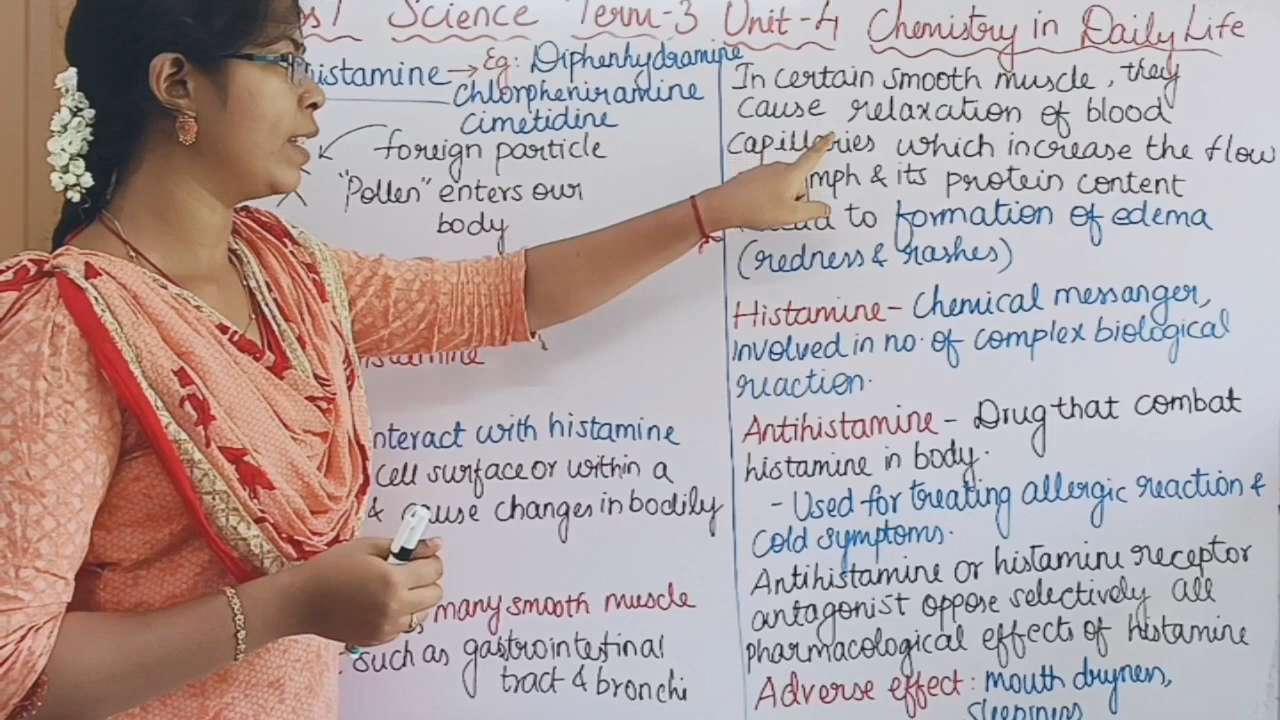 Science Term-3 Unit-4 Chemistry in Daily Life
histamine → Eg: Diphenhydramine
chlorpheniramine
cimetidine
foreign particle
"Pollen" enters our
body
interact with histamine
cell surface or within a
& cause changes in bodily
many smooth muscle
such as gastrointestinal
tract & bronchi
In certain smooth muscle, they
cause relaxation of blood
capillaries which increase the flow
& its protein content
to formation of edema
(redness & rashes)
Histamine- Chemical messanger,
involved in no. of complex biological
reaction.
Antihistamine - Drug that combat
histamine in body.
- Used for treating allergic reaction &
cold symptoms.
Antihistamine or histamine receptor
antagonist oppose selectively all
pharmacological effects of histamine
Adverse effect: mouth dryness,
sleepiness